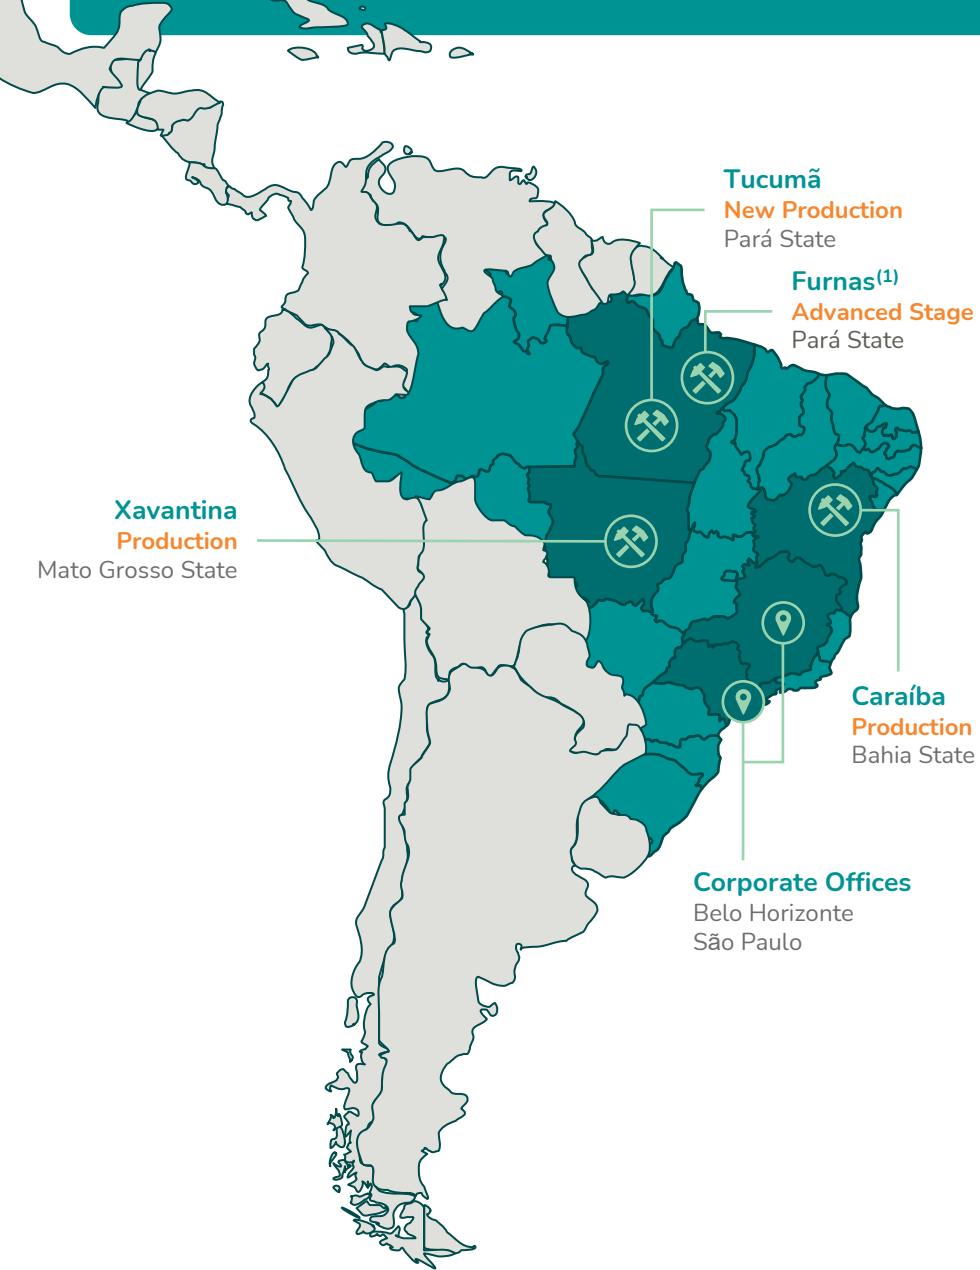 Tucumã
New Production
Pará State
Furnas(1)
Advanced Stage
Pará State
Xavantina
Production
Mato Grosso State
Caraíba
Production
Bahia State
Corporate Offices
Belo Horizonte
São Paulo